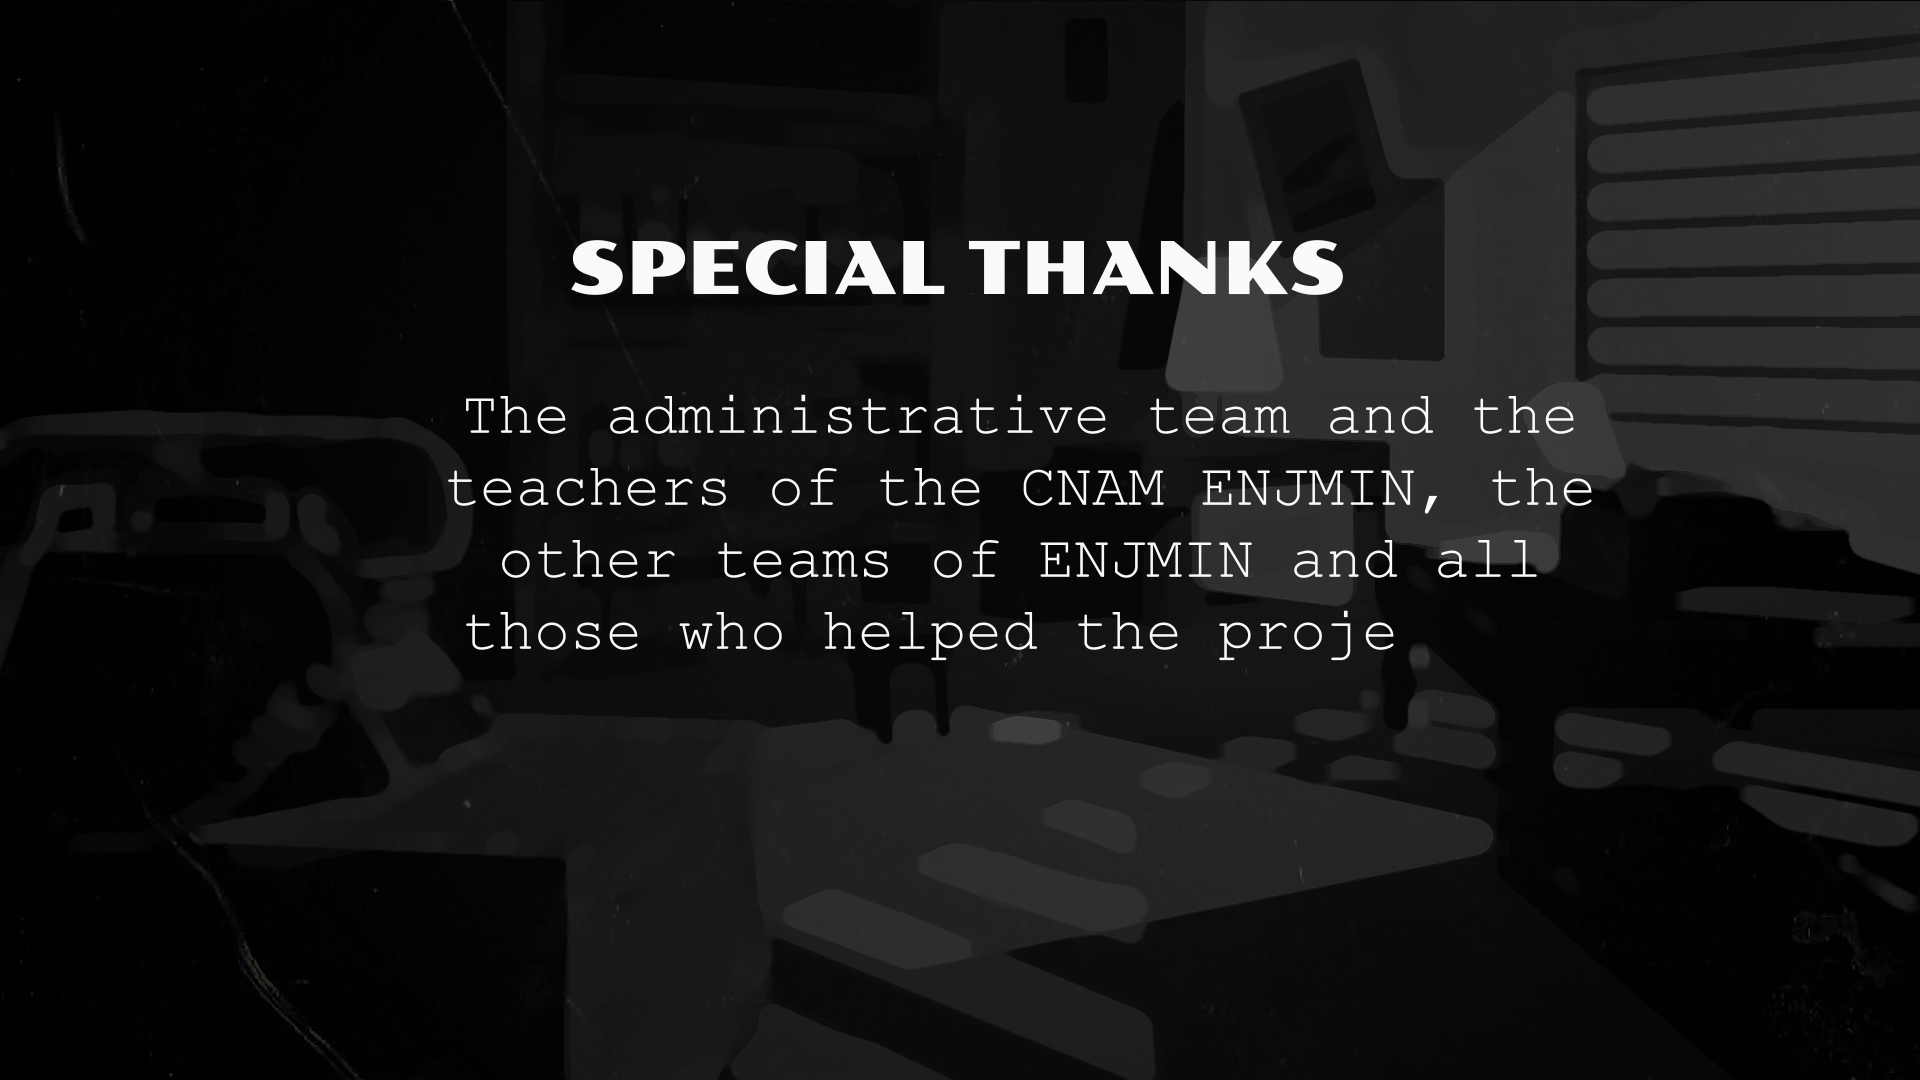 SPECIAL THANKS
The administrative team and the
teachers of the CNAM ENJMIN, the
other teams of ENJMIN and all
those who helped the proje